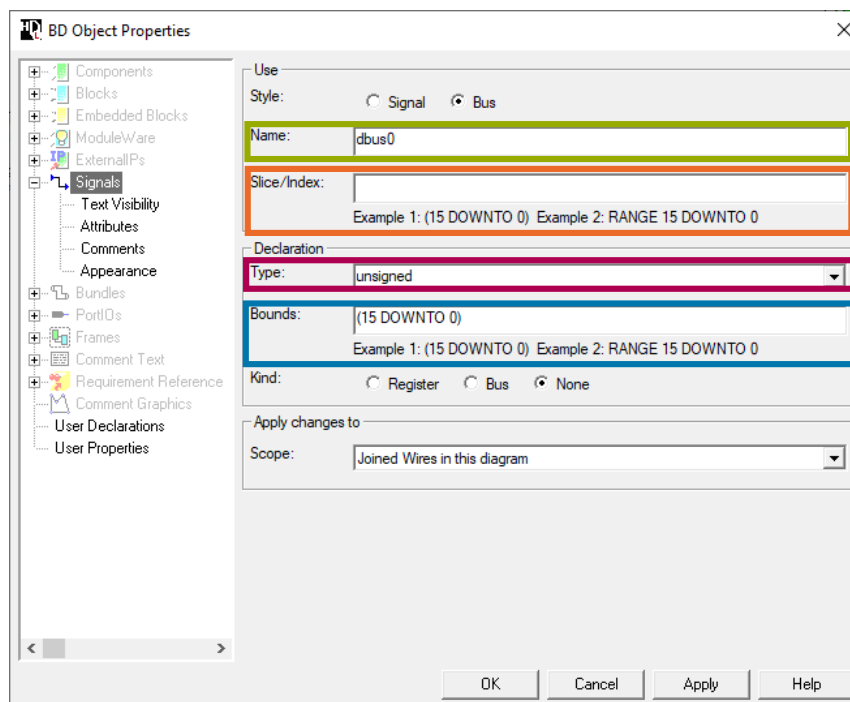 BD Object Properties
Components
Blocks
Embedded Blocks
ModuleWare
ExternalIPs
Signals
Text Visibility
Attributes
Comments
Appearance
Bundles
PortIOs
Frames
Comment Text
Requirement Reference
Comment Graphics
User Declarations
User Properties
Use
Style: Signal Bus
Name: dbus0
Slice/Index:
Example 1: (15 DOWNTO 0) Example 2: RANGE 15 DOWNTO 0
Declaration
Type: unsigned
Bounds: (15 DOWNTO 0)
Example 1: (15 DOWNTO 0) Example 2: RANGE 15 DOWNTO 0
Kind: Register Bus None
Apply changes to
Scope: Joined Wires in this diagram
OK Cancel Apply Help